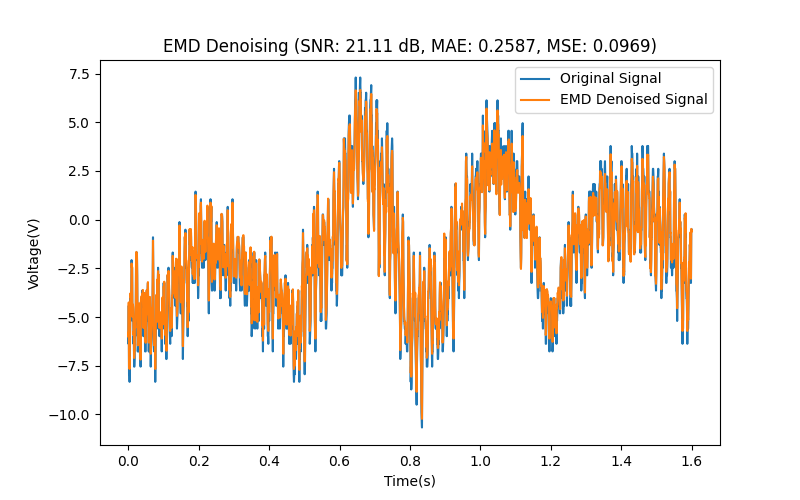 EMD Denoising (SNR: 21.11 dB, MAE: 0.2587, MSE: 0.0969)
Original Signal
EMD Denoised Signal
Voltage(V)
7.5
5.0
2.5
0.0
−2.5
−5.0
−7.5
−10.0
0.0 0.2 0.4 0.6 0.8 1.0 1.2 1.4 1.6
Time(s)